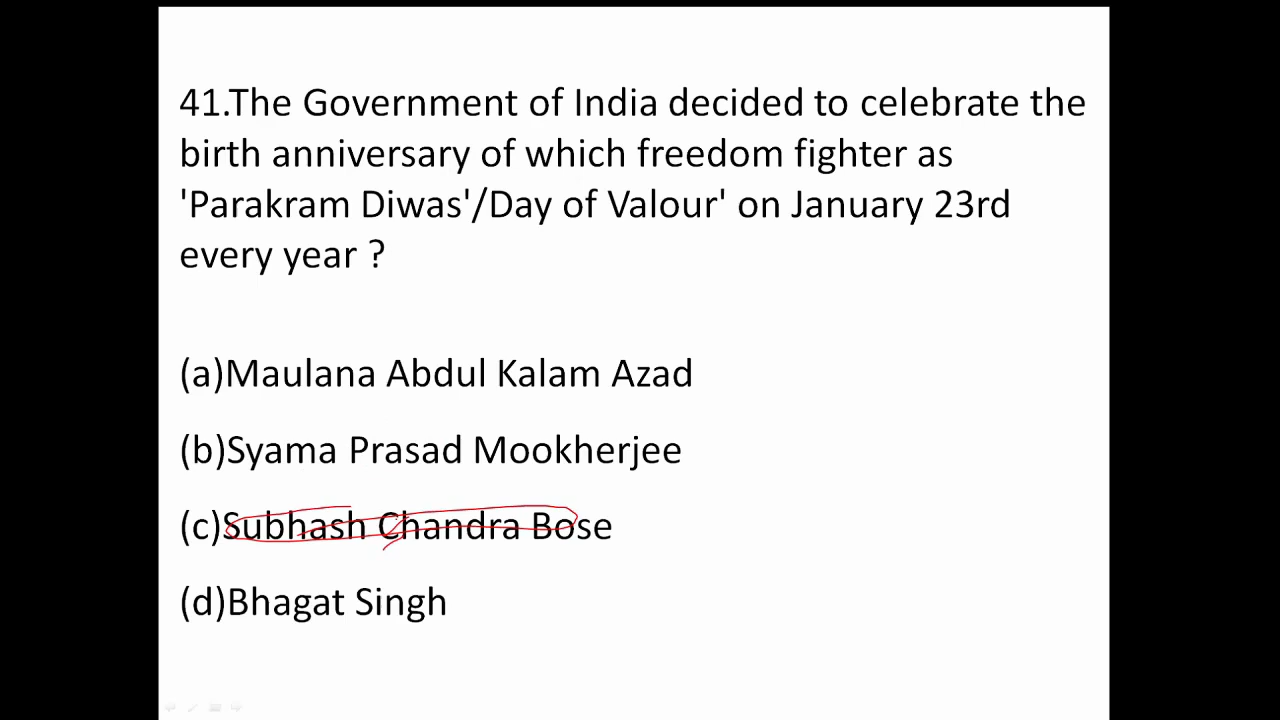 41.The Government of India decided to celebrate the
birth anniversary of which freedom fighter as
'Parakram Diwas'/Day of Valour' on January 23rd
every year ?
(a)Maulana Abdul Kalam Azad
(b)Syama Prasad Mookherjee
(c)Subhash Chandra Bose
(d)Bhagat Singh